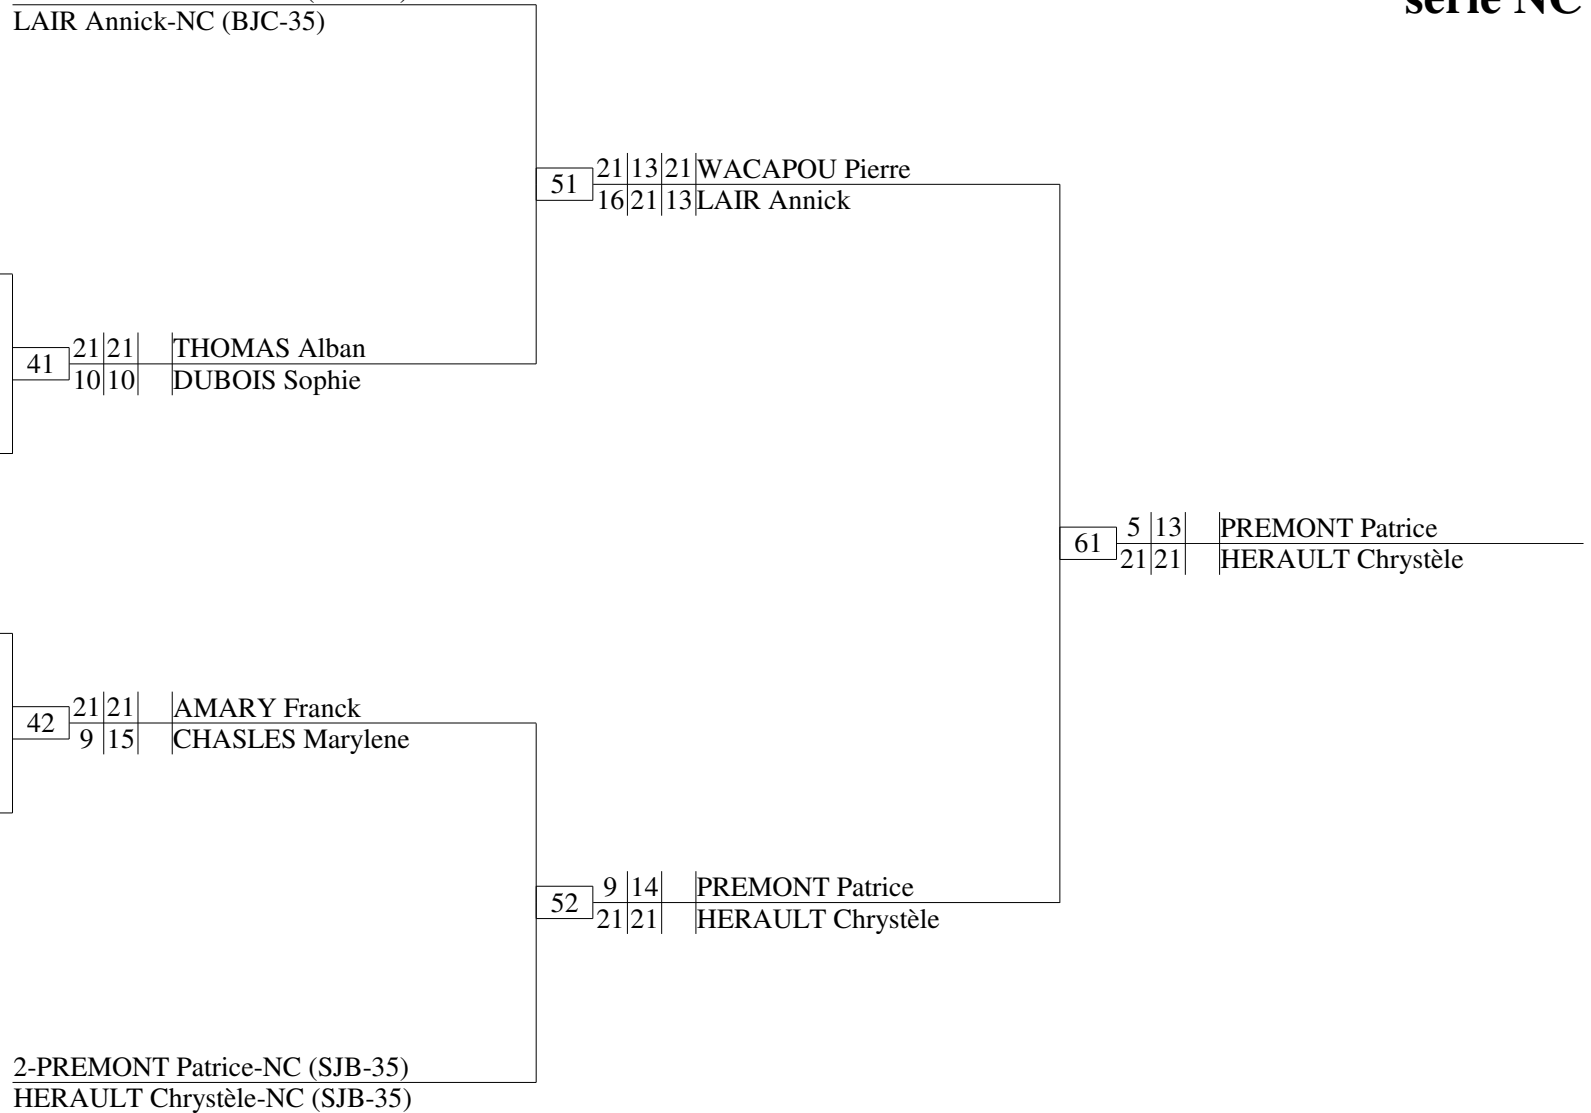 série NC
LAIR Annick-NC (BJC-35)
51 21 13 21 WACAPOU Pierre
16 21 13 LAIR Annick
41 21 21 THOMAS Alban
10 10 DUBOIS Sophie
61 5 13 PREMONT Patrice
21 21 HERAULT Chrystèle
42 21 21 AMARY Franck
9 15 CHASLES Marylene
52 9 14 PREMONT Patrice
21 21 HERAULT Chrystèle
2-PREMONT Patrice-NC (SJB-35)
HERAULT Chrystèle-NC (SJB-35)